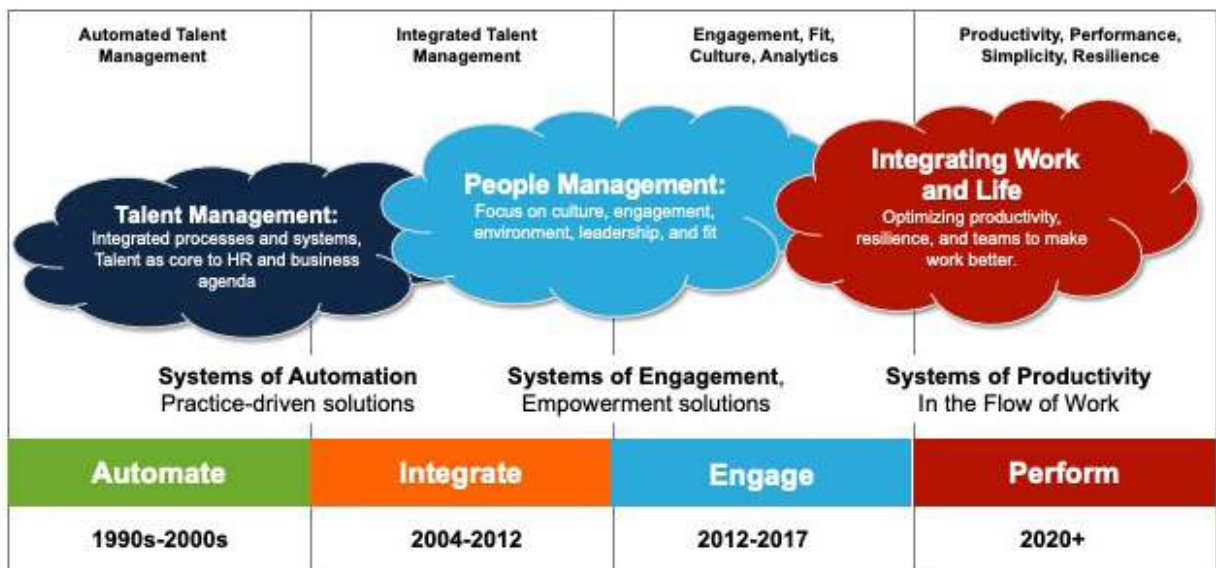 Automated Talent
Management
Integrated Talent
Management
Engagement, Fit,
Culture, Analytics
Productivity, Performance,
Simplicity, Resilience
Talent Management:
Integrated processes and systems,
Talent as core to HR and business
agenda
People Management:
Focus on culture, engagement,
environment, leadership, and fit
Integrating Work
and Life
Optimizing productivity,
resilience, and teams to make
work better.
Systems of Automation
Practice-driven solutions
Systems of Engagement,
Empowerment solutions
Systems of Productivity
In the Flow of Work
Automate
Integrate
Engage
Perform
1990s-2000s
2004-2012
2012-2017
2020+